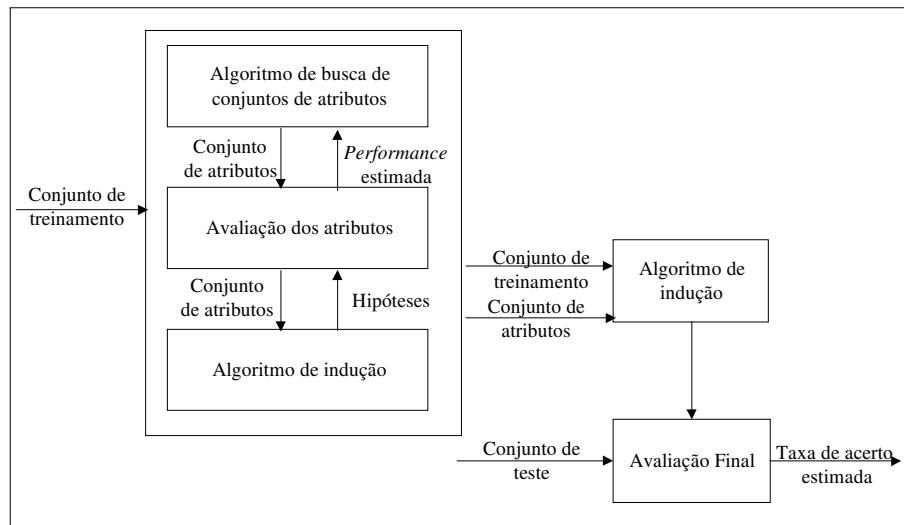 Algoritmo de busca de
conjuntos de atributos
Conjunto
de atributos
Performance
estimada
Conjunto de
treinamento
Avaliação dos atributos
Conjunto
de atributos
Hipóteses
Algoritmo de indução
Conjunto de
treinamento
Conjunto de
atributos
Algoritmo de
indução
Conjunto de
teste
Avaliação Final
Taxa de acerto
estimada